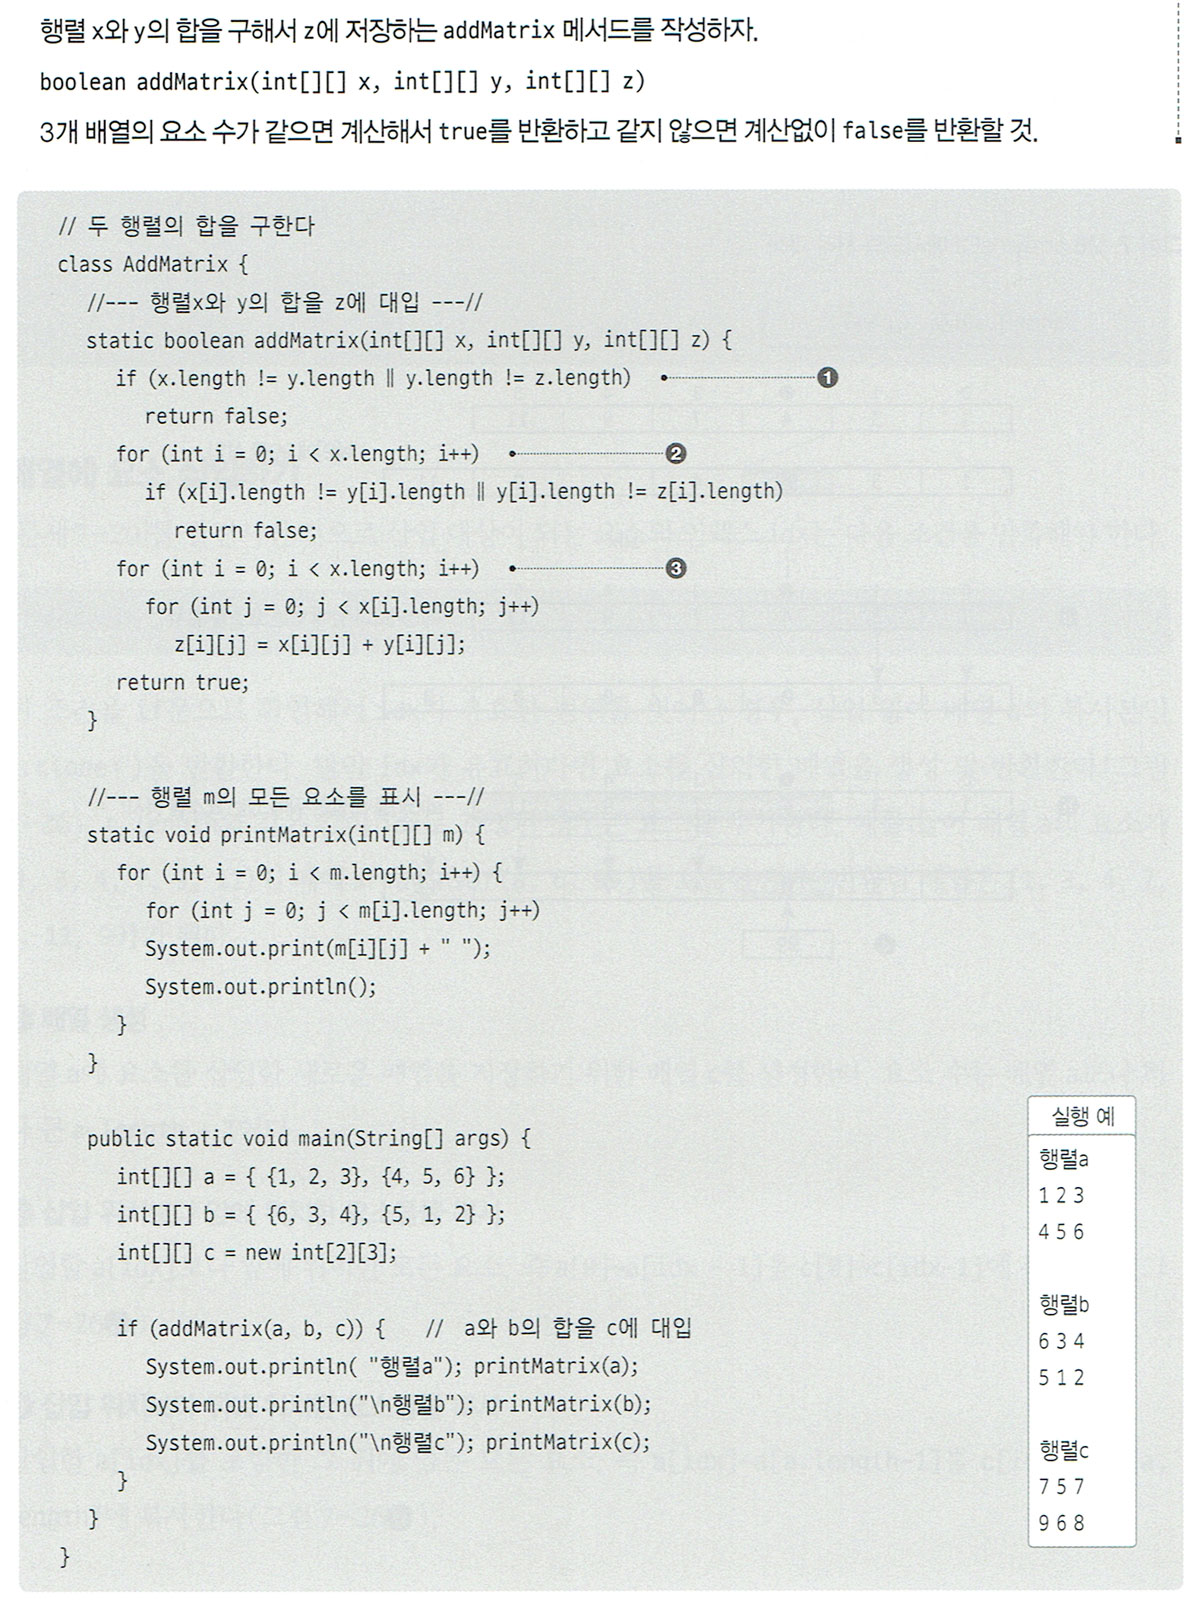 행렬 x와 y의 합을 구해서 z에 저장하는 addMatrix 메서드를 작성하자.
boolean addMatrix(int[][] x, int[][] y, int[][] z)
3개 배열의 요소 수가 같으면 계산해서 true를 반환하고 같지 않으면 계산없이 false를 반환할 것.
// 두 행렬의 합을 구한다
class AddMatrix {
//--- 행렬x와 y의 합을 z에 대입 ---//
static boolean addMatrix(int[][] x, int[][] y, int[][] z) {
if (x.length != y.length || y.length != z.length) ❶
return false;
for (int i = 0; i < x.length; i++) ❷
if (x[i].length != y[i].length || y[i].length != z[i].length)
return false;
for (int i = 0; i < x.length; i++) ❸
for (int j = 0; j < x[i].length; j++)
z[i][j] = x[i][j] + y[i][j];
return true;
}
//--- 행렬 m의 모든 요소를 표시 ---//
static void printMatrix(int[][] m) {
for (int i = 0; i < m.length; i++) {
for (int j = 0; j < m[i].length; j++)
System.out.print(m[i][j] + " ");
System.out.println();
}
}
public static void main(String[] args) {
int[][] a = { {1, 2, 3}, {4, 5, 6} };
int[][] b = { {6, 3, 4}, {5, 1, 2} };
int[][] c = new int[2][3];
if (addMatrix(a, b, c)) { // a와 b의 합을 c에 대입
System.out.println( "행렬a"); printMatrix(a);
System.out.println("\n행렬b"); printMatrix(b);
System.out.println("\n행렬c"); printMatrix(c);
}
}
}
실행 예
행렬a
1 2 3
4 5 6
행렬b
6 3 4
5 1 2
행렬c
7 5 7
9 6 8